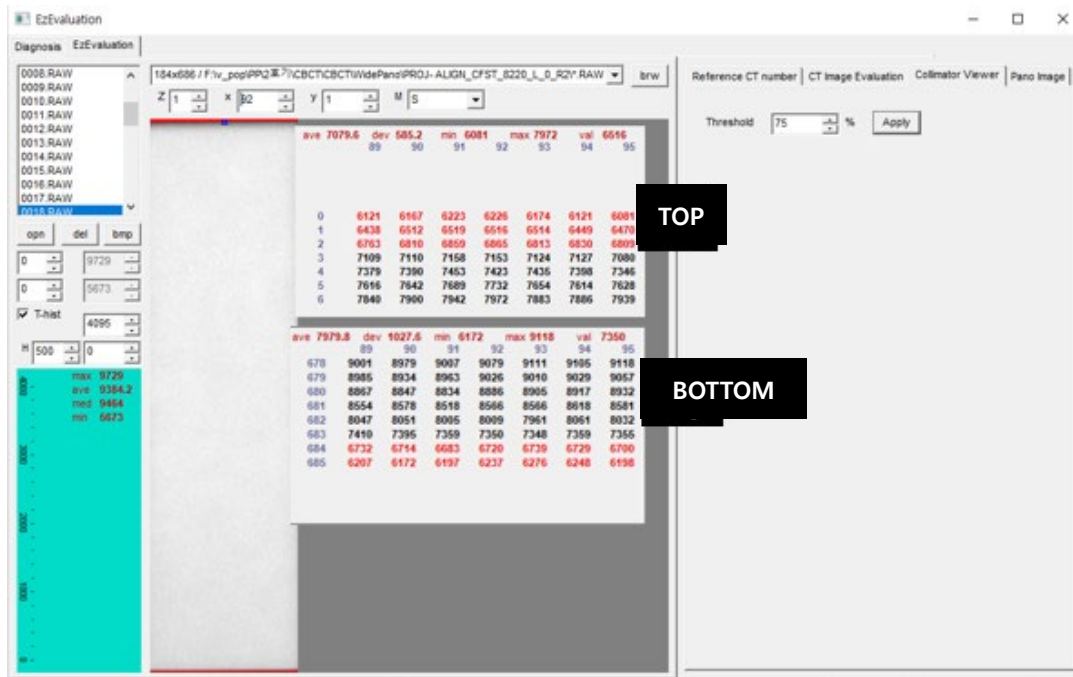 EzEvaluation
Diagnosis EzEvaluation
0008.RAW
0009.RAW
0010.RAW
0011.RAW
0012.RAW
0013.RAW
0014.RAW
0015.RAW
0016.RAW
0017.RAW
0018.RAW
opn del bmp
0 9729
0 5673
T-hist 4095
H 500 0
max 9729
ave 9384.2
med 9464
min 5673
4000
3000
2000
1000
0
brw
Z 1 x 92 y 1 M S
ave 7079.6 dev 585.2 min 6081 max 7972 val 6516
89 90 91 92 93 94 95
0 6121 6167 6223 6226 6174 6121 6081
1 6438 6512 6519 6516 6514 6449 6470
2 6763 6810 6859 6865 6813 6830 6809
3 7109 7110 7158 7153 7124 7127 7080
4 7379 7390 7453 7423 7435 7398 7346
5 7616 7642 7689 7732 7654 7614 7628
6 7840 7900 7942 7972 7883 7886 7939
TOP
ave 7979.8 dev 1027.6 min 6172 max 9118 val 7350
89 90 91 92 93 94 95
678 9001 8979 9007 9079 9111 9105 9118
679 8985 8934 8963 9026 9010 9029 9057
680 8867 8847 8834 8886 8905 8917 8932
681 8554 8578 8518 8566 8566 8618 8581
682 8047 8051 8005 8009 7961 8061 8032
683 7410 7395 7359 7350 7348 7359 7355
684 6732 6714 6683 6720 6739 6729 6700
685 6207 6172 6197 6237 6276 6248 6198
BOTTOM
Reference CT number CT Image Evaluation Collimator Viewer Pano Image
Threshold 75 % Apply